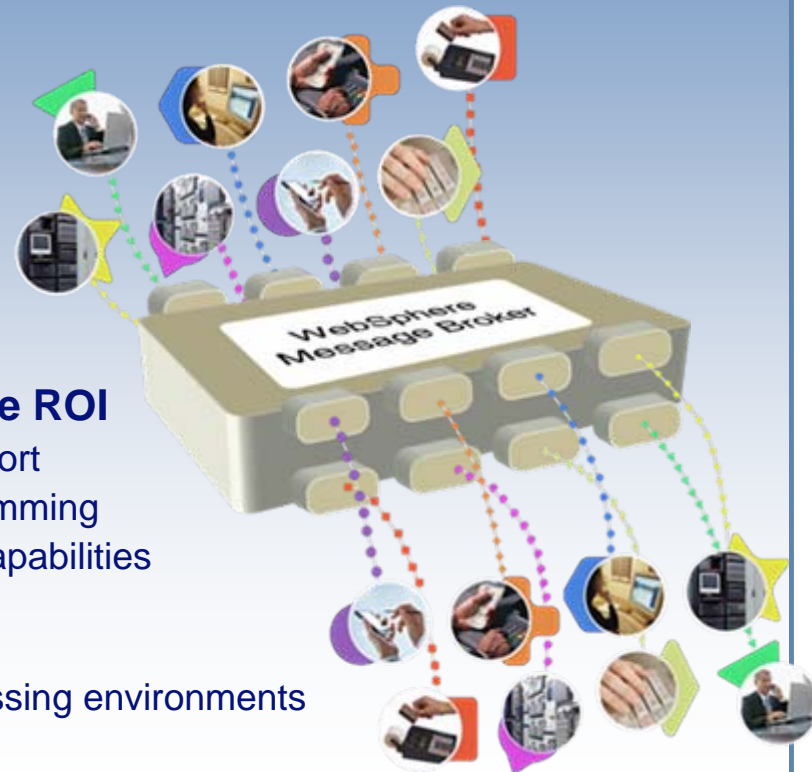 WebSphere
Message Broker
e ROI
ort
mming
apabilities
ssing environments